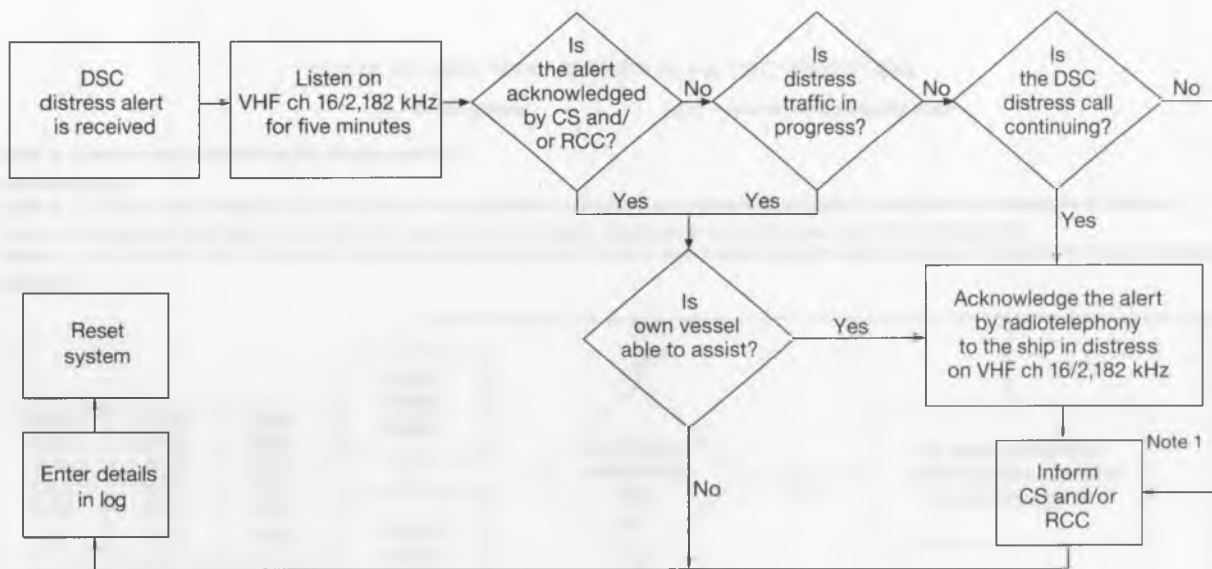 DSC
distress alert
is received
Listen on
VHF ch 16/2,182 kHz
for five minutes
Is
the alert
acknowledged
by CS and/
or RCC?
No
Is
distress
traffic in
progress?
No
Is
the DSC
distress call
continuing?
No
Yes
Yes
Yes
Is
own vessel
able to assist?
Yes
Acknowledge the alert
by radiotelephony
to the ship in distress
on VHF ch 16/2,182 kHz
Reset
system
Note 1
Enter details
in log
No
Inform
CS and/or
RCC